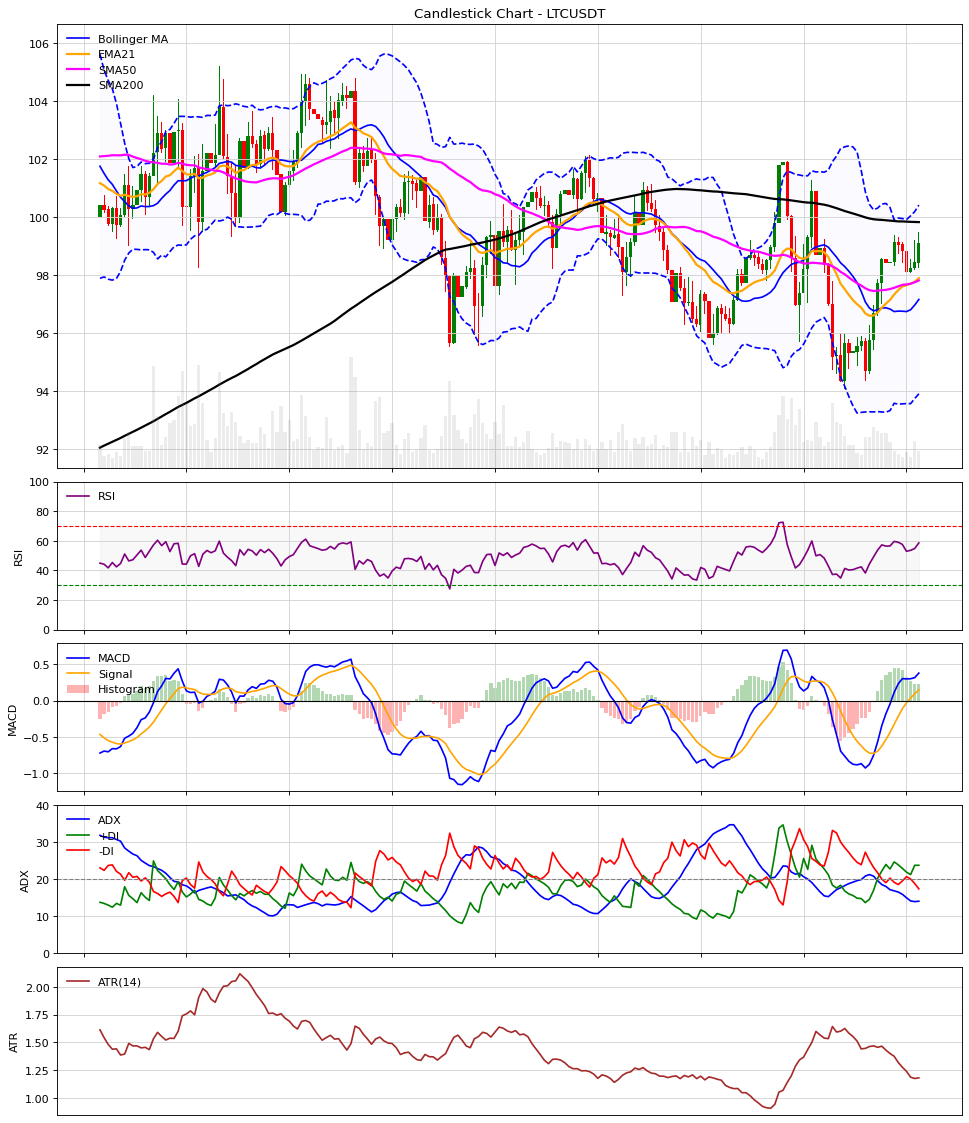 Candlestick Chart - LTCUSDT
Bollinger MA
EMA21
SMA50
SMA200
106
104
102
100
98
96
94
92
RSI
RSI
100
80
60
40
20
0
MACD
Signal
Histogram
MACD
0.5
0.0
−0.5
−1.0
ADX
+DI
-DI
ADX
40
30
20
10
0
ATR(14)
ATR
2.00
1.75
1.50
1.25
1.00